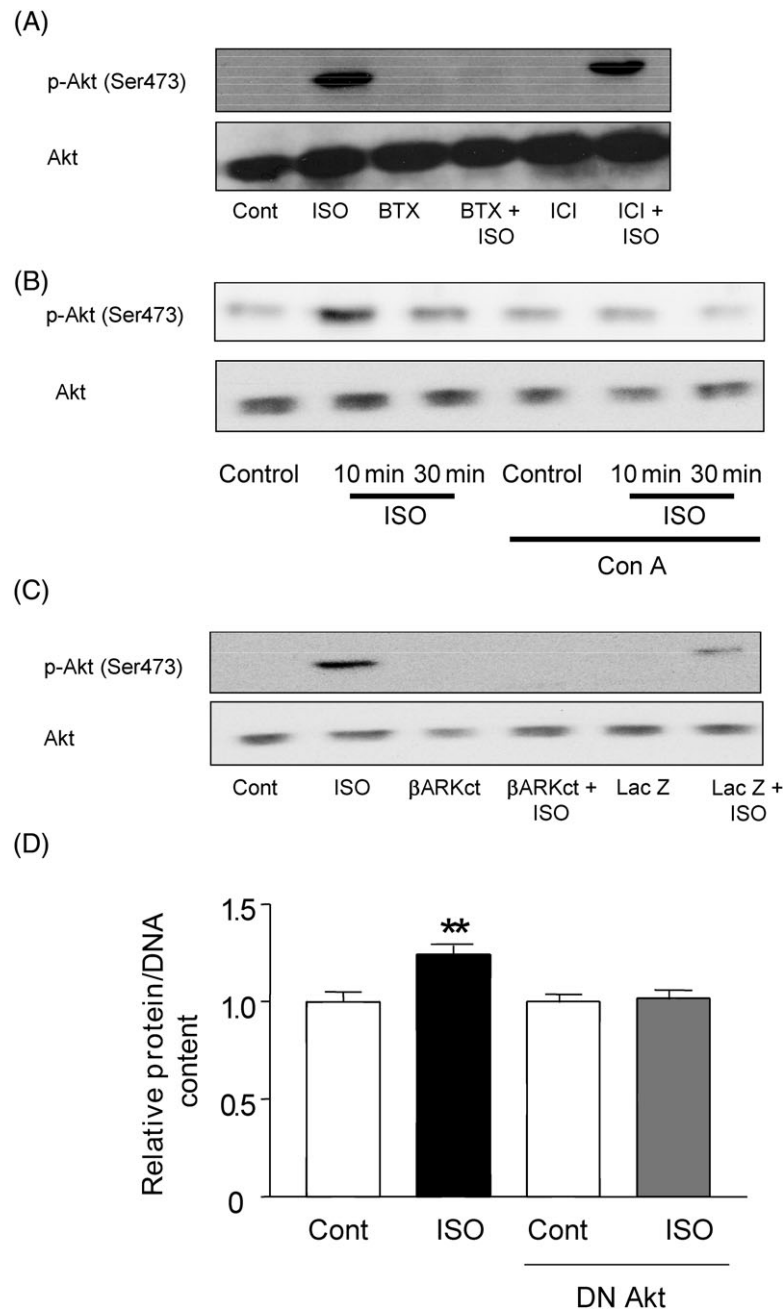 (A)
p-Akt (Ser473)
Akt
Cont ISO BTX BTX + ISO ICI ICI + ISO
(B)
p-Akt (Ser473)
Akt
Control 10 min 30 min Control 10 min 30 min
ISO ISO
Con A
(C)
p-Akt (Ser473)
Akt
Cont ISO βARKct βARKct + ISO Lac Z Lac Z + ISO
(D)
Relative protein/DNA
content
1.5
**
1.0
0.5
0
Cont ISO Cont ISO
DN Akt